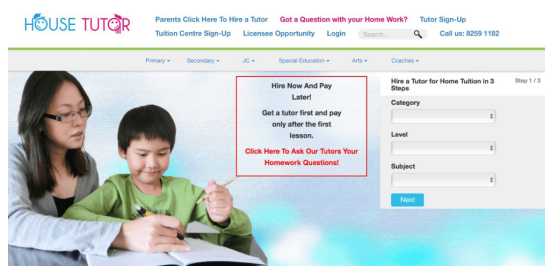 HOUSE TUTOR
Parents Click Here To Hire a Tutor Got a Question with your Home Work? Tutor Sign-Up
Tuition Centre Sign-Up Licensee Opportunity Login Search... Call us: 8259 1182
Primary Secondary JC Special Education Arts Coaches
Hire Now And Pay
Later!
Get a tutor first and pay
only after the first
lesson.
Click Here To Ask Our Tutors Your
Homework Questions!
Hire a Tutor for Home Tuition in 3 Step 1 / 3
Steps
Category
Level
Subject
Next